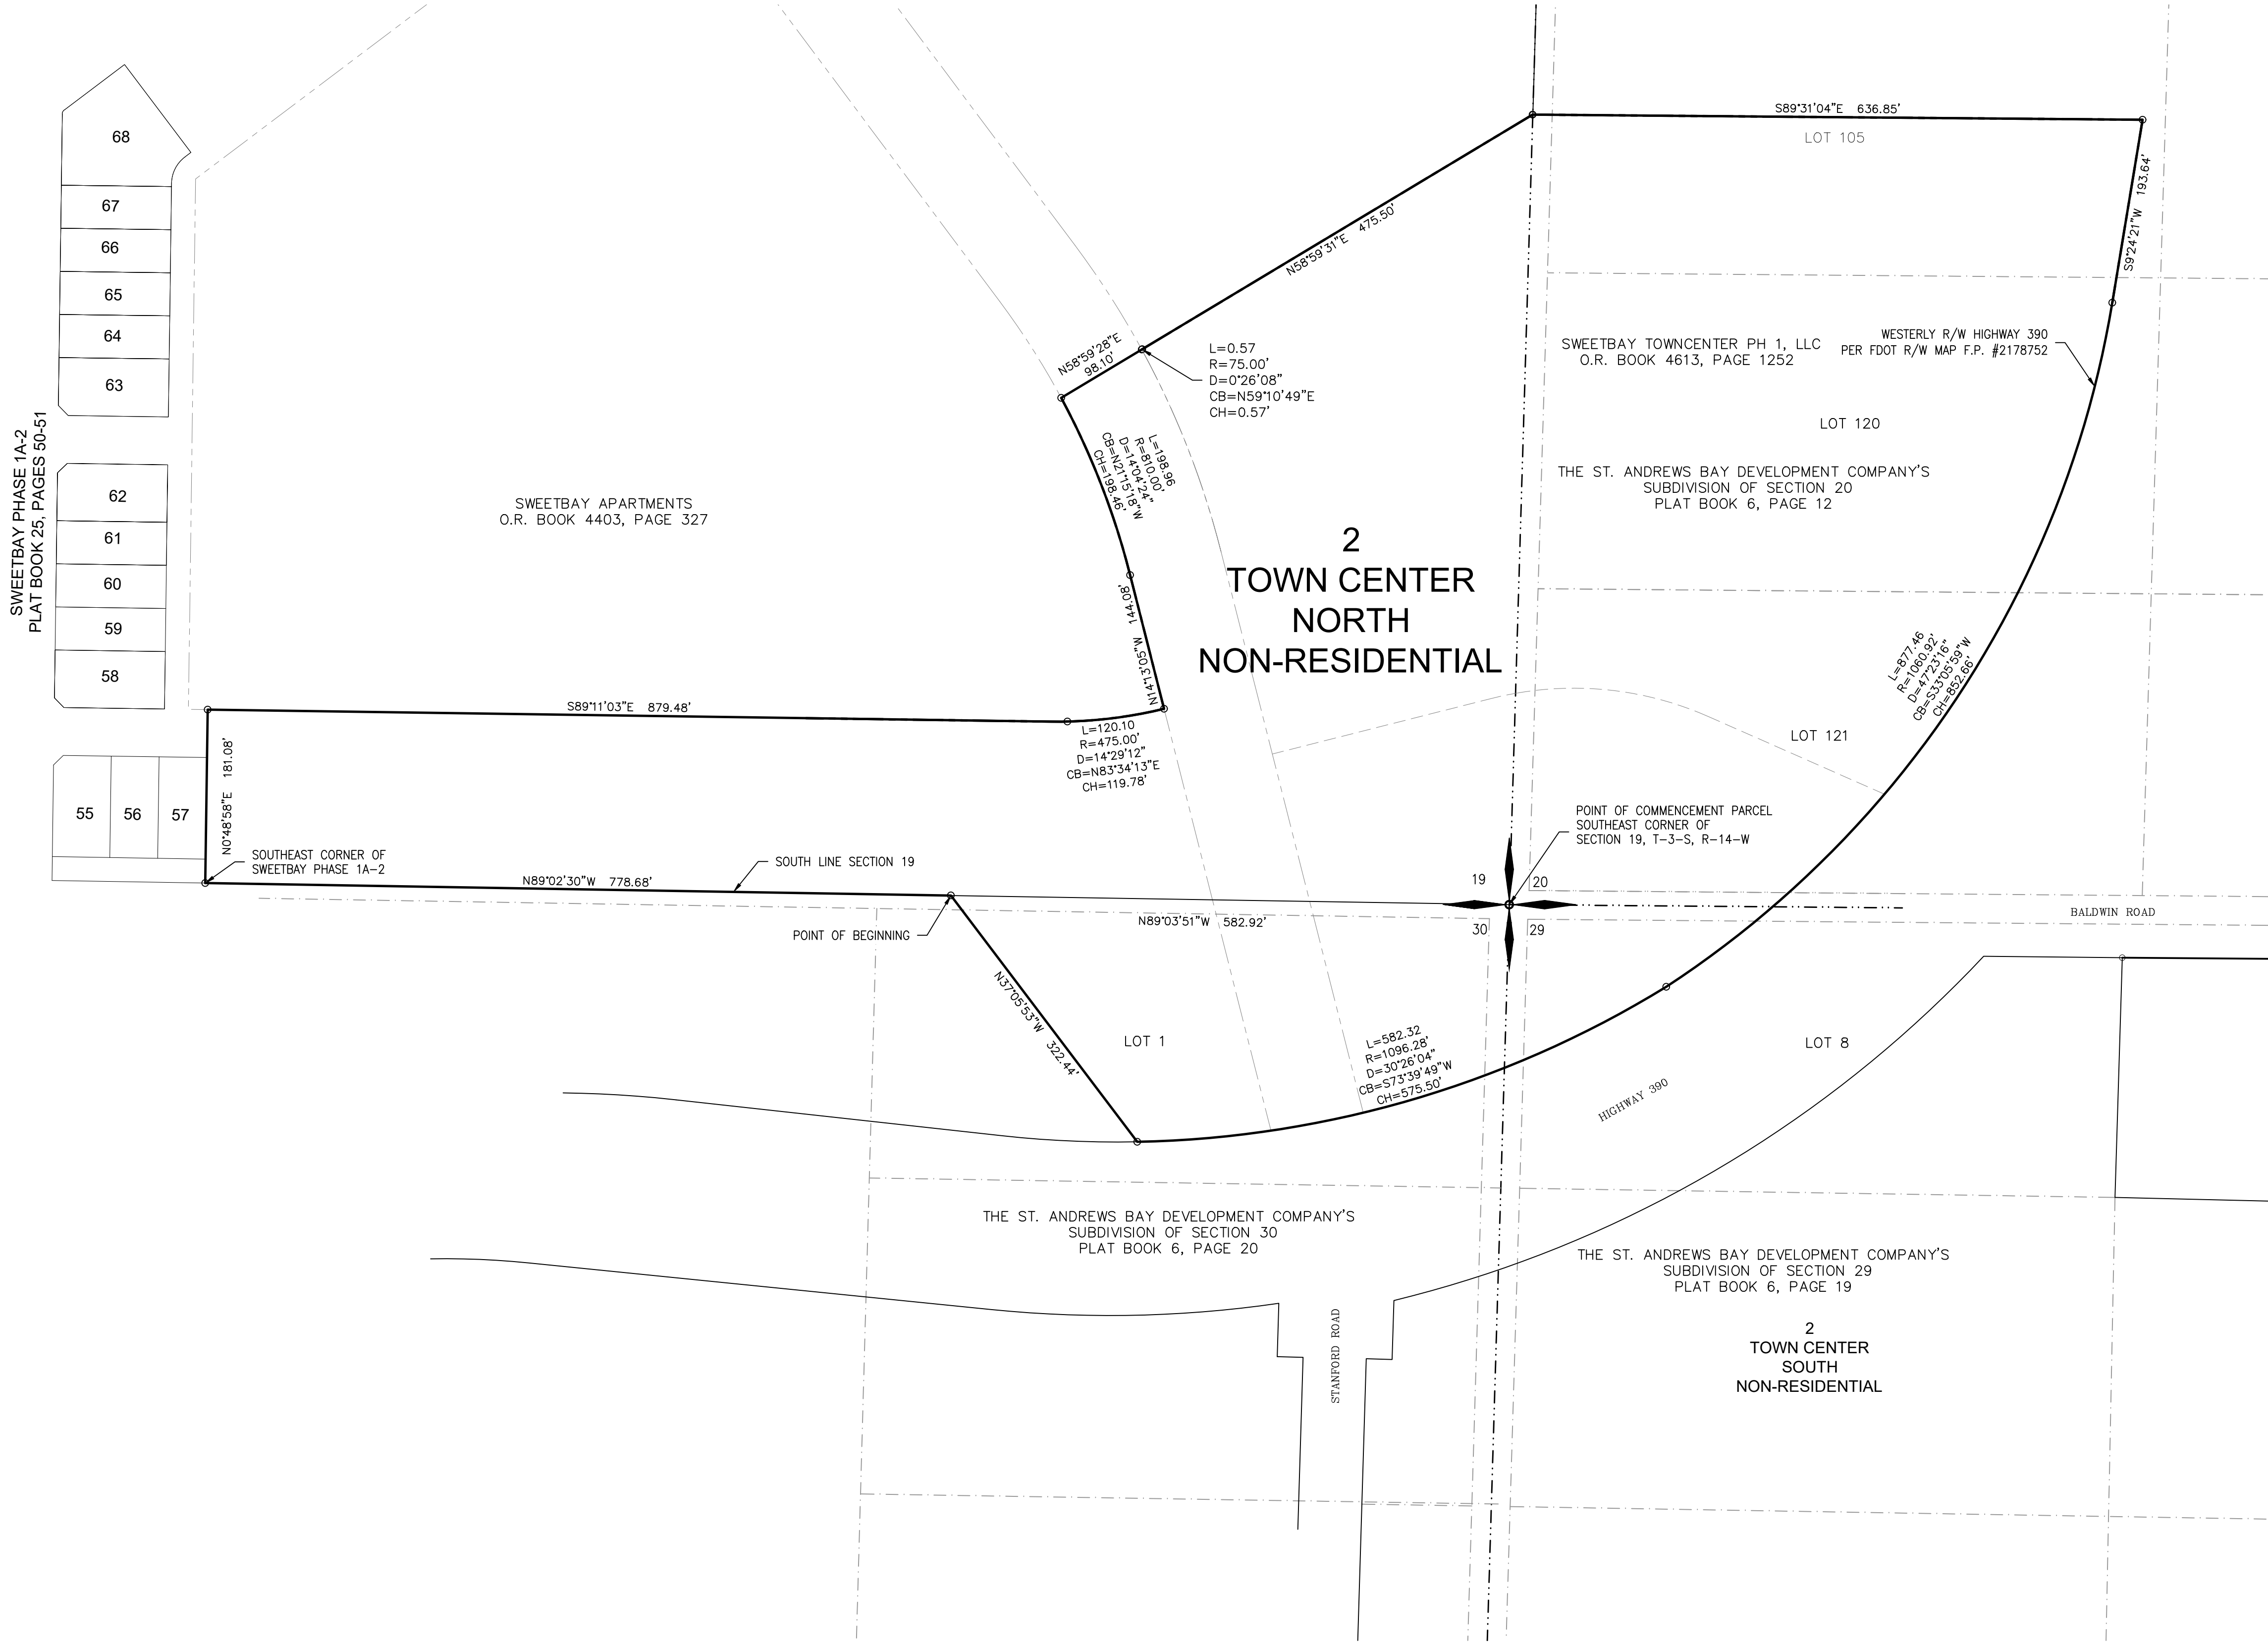 S89°31'04"E 636.85'
LOT 105
S9°24'21"W 193.64'
68
67
66
65
64
63
62
61
60
59
58
55
56
57
SWEETBAY PHASE 1A-2
PLAT BOOK 25, PAGES 50-51
N58°59'31"E 475.50'
N58°59'28"E
98.10'
L=0.57
R=75.00'
D=0°26'08"
CB=N59°10'49"E
CH=0.57'
SWEETBAY TOWNCENTER PH 1, LLC
O.R. BOOK 4613, PAGE 1252
WESTERLY R/W HIGHWAY 390
PER FDOT R/W MAP F.P. #2178752
LOT 120
THE ST. ANDREWS BAY DEVELOPMENT COMPANY'S
SUBDIVISION OF SECTION 20
PLAT BOOK 6, PAGE 12
L=198.96
R=810.00'
D=14°04'24"
CB=N21°15'18"W
CH=198.46'
SWEETBAY APARTMENTS
O.R. BOOK 4403, PAGE 327
2
TOWN CENTER
NORTH
NON-RESIDENTIAL
N14°13'05"W 144.08'
L=877.46
R=1060.92'
D=47°23'16"
CB=S33°05'59"W
CH=852.66'
S89°11'03"E 879.48'
L=120.10
R=475.00'
D=14°29'12"
CB=N83°34'13"E
CH=119.78'
LOT 121
N0°48'58"E 181.08'
SOUTHEAST CORNER OF
SWEETBAY PHASE 1A-2
SOUTH LINE SECTION 19
N89°02'30"W 778.68'
POINT OF COMMENCEMENT PARCEL
SOUTHEAST CORNER OF
SECTION 19, T-3-S, R-14-W
19
20
30
29
N89°03'51"W 582.92'
BALDWIN ROAD
POINT OF BEGINNING
N37°05'53"W 322.44'
LOT 1
L=582.32
R=1096.28'
D=30°26'04"
CB=S73°39'49"W
CH=575.50'
LOT 8
HIGHWAY 390
THE ST. ANDREWS BAY DEVELOPMENT COMPANY'S
SUBDIVISION OF SECTION 30
PLAT BOOK 6, PAGE 20
THE ST. ANDREWS BAY DEVELOPMENT COMPANY'S
SUBDIVISION OF SECTION 29
PLAT BOOK 6, PAGE 19
STANFORD ROAD
2
TOWN CENTER
SOUTH
NON-RESIDENTIAL